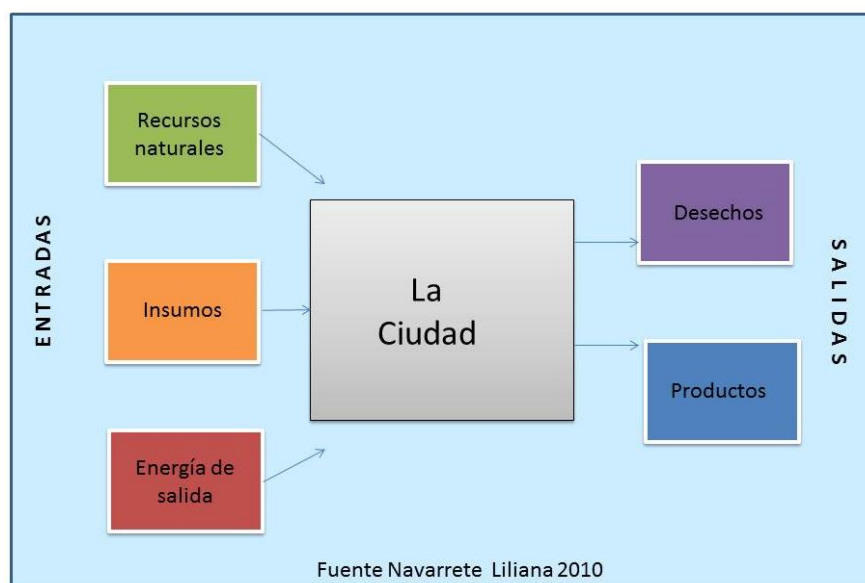 ENTRADAS
Recursos
naturales
Insumos
Energía de
salida
La
Ciudad
Desechos
Productos
SALIDAS
Fuente Navarrete Liliana 2010